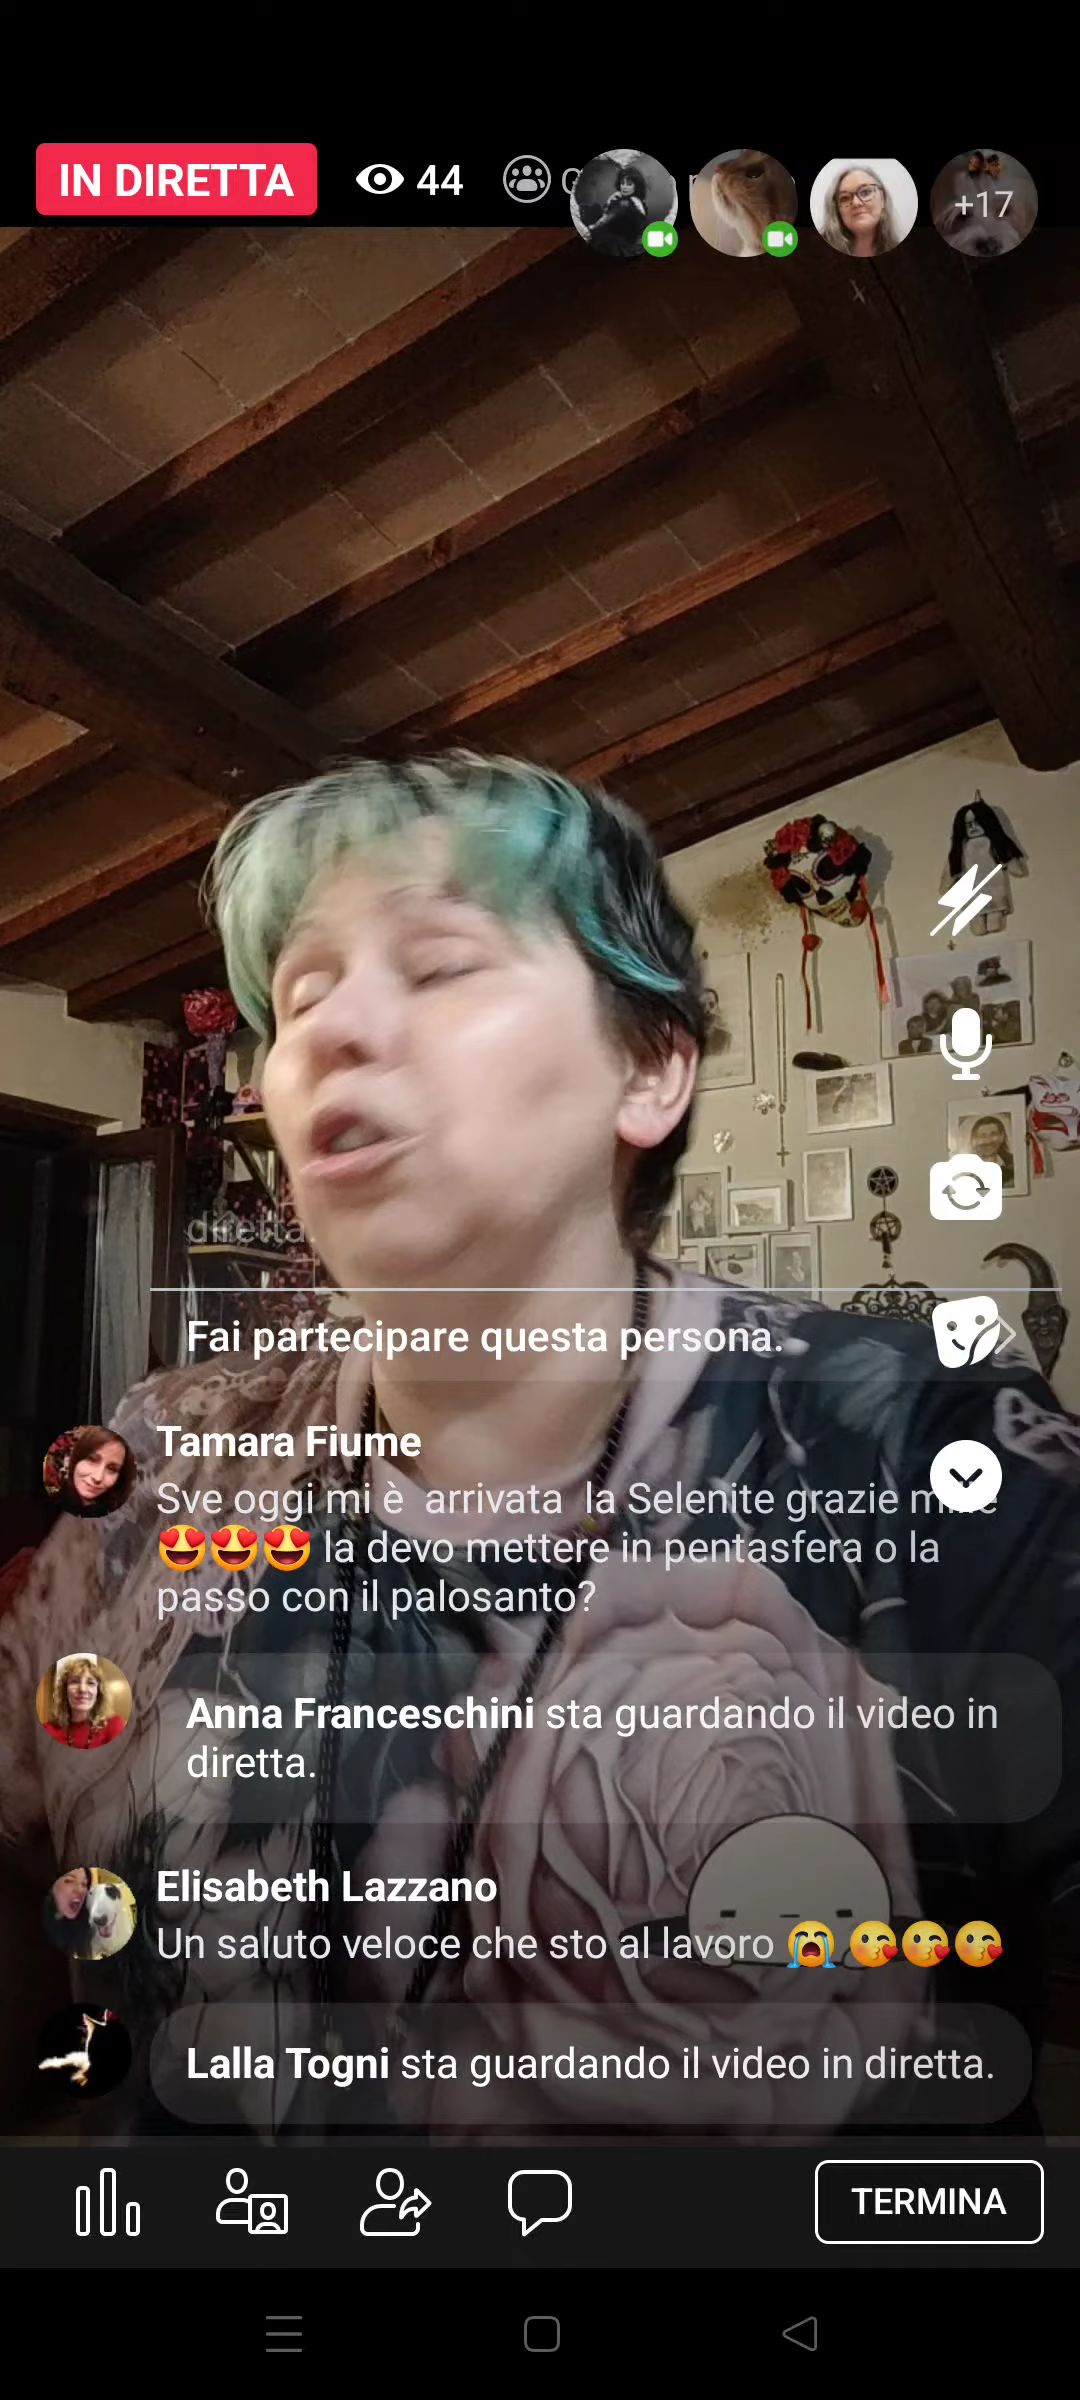 IN DIRETTA
44
+17
diretta.
Fai partecipare questa persona.
Tamara Fiume
Sve oggi mi è arrivata la Selenite grazie
😍😍😍 la devo mettere in pentasfera o la
passo con il palosanto?
Anna Franceschini sta guardando il video in
diretta.
Elisabeth Lazzano
Un saluto veloce che sto al lavoro 😭 😘😘😘
Lalla Togni sta guardando il video in diretta.
TERMINA